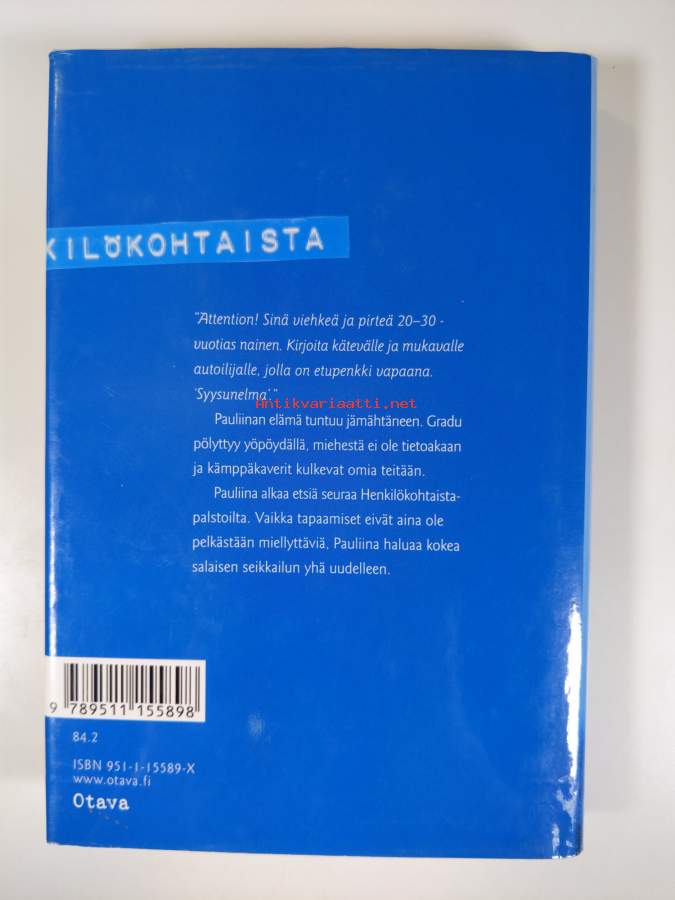 KILÖKOHTAISTA
"Attention! Sinä viehkeä ja pirteä 20–30 -
vuotias nainen. Kirjoita kätevälle ja mukavalle
autoilijalle, jolla on etupenkki vapaana.
'Syysunelma'."
Antikvariaatti.net
Pauliinan elämä tuntuu jämähtäneen. Gradu
pölyttyy yöpöydällä, miehestä ei ole tietoakaan
ja kämppäkaverit kulkevat omia teitään.
Pauliina alkaa etsiä seuraa Henkilökohtaista-
palstoilta. Vaikka tapaamiset eivät aina ole
pelkästään miellyttäviä, Pauliina haluaa kokea
salaisen seikkailun yhä uudelleen.
9 789511 155898
84.2
ISBN 951-1-15589-X
www.otava.fi
Otava